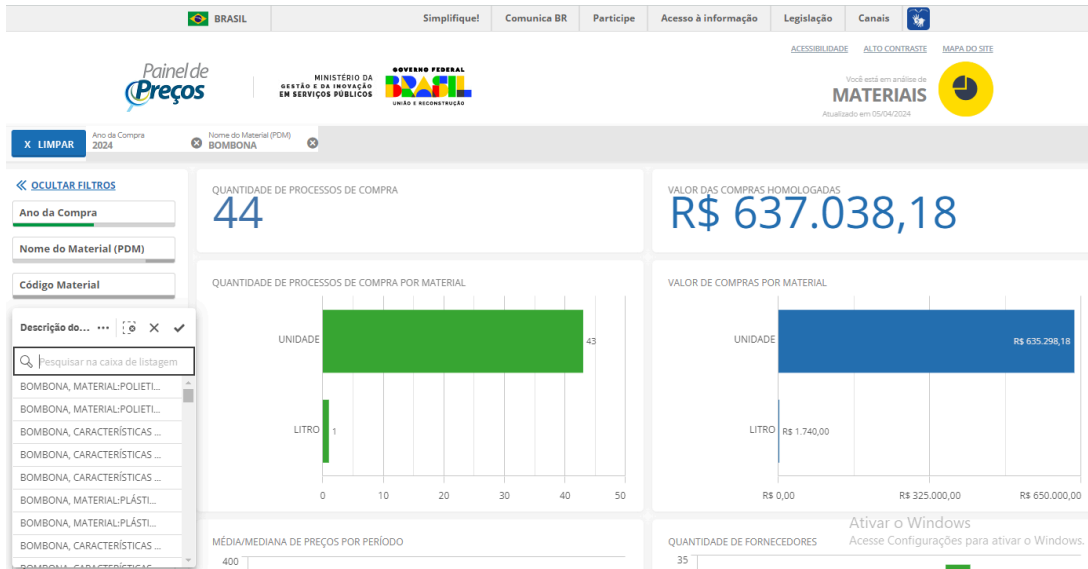 BRASIL Simplifique! Comunica BR Participe Acesso à informação Legislação Canais
ACESSIBILIDADE ALTO CONTRASTE MAPA DO SITE
Painel de
Preços
MINISTÉRIO DA
GESTÃO E DA INOVAÇÃO
EM SERVIÇOS PÚBLICOS
GOVERNO FEDERAL
BRASIL
UNIÃO E RECONSTRUÇÃO
Você está em análise de
MATERIAIS
Atualizado em 05/04/2024
X LIMPAR
Ano da Compra
2024
Nome do Material (PDM)
BOMBONA
OCULTAR FILTROS
Ano da Compra
Nome do Material (PDM)
Código Material
Descrição do... ...
Pesquisar na caixa de listagem
BOMBONA, MATERIAL:POLIETI...
BOMBONA, MATERIAL:POLIETI...
BOMBONA, CARACTERÍSTICAS ...
BOMBONA, CARACTERÍSTICAS ...
BOMBONA, CARACTERÍSTICAS ...
BOMBONA, MATERIAL:PLÁSTI...
BOMBONA, MATERIAL:PLÁSTI...
BOMBONA, CARACTERÍSTICAS ...
BOMBONA, CARACTERÍSTICAS ...
QUANTIDADE DE PROCESSOS DE COMPRA
44
VALOR DAS COMPRAS HOMOLOGADAS
R$ 637.038,18
QUANTIDADE DE PROCESSOS DE COMPRA POR MATERIAL
UNIDADE 43
LITRO 1
0 10 20 30 40 50
VALOR DE COMPRAS POR MATERIAL
UNIDADE R$ 635.298,18
LITRO R$ 1.740,00
R$ 0,00 R$ 325.000,00 R$ 650.000,00
MÉDIA/MEDIANA DE PREÇOS POR PERÍODO
400
QUANTIDADE DE FORNECEDORES
35
Ativar o Windows
Acesse Configurações para ativar o Windows.